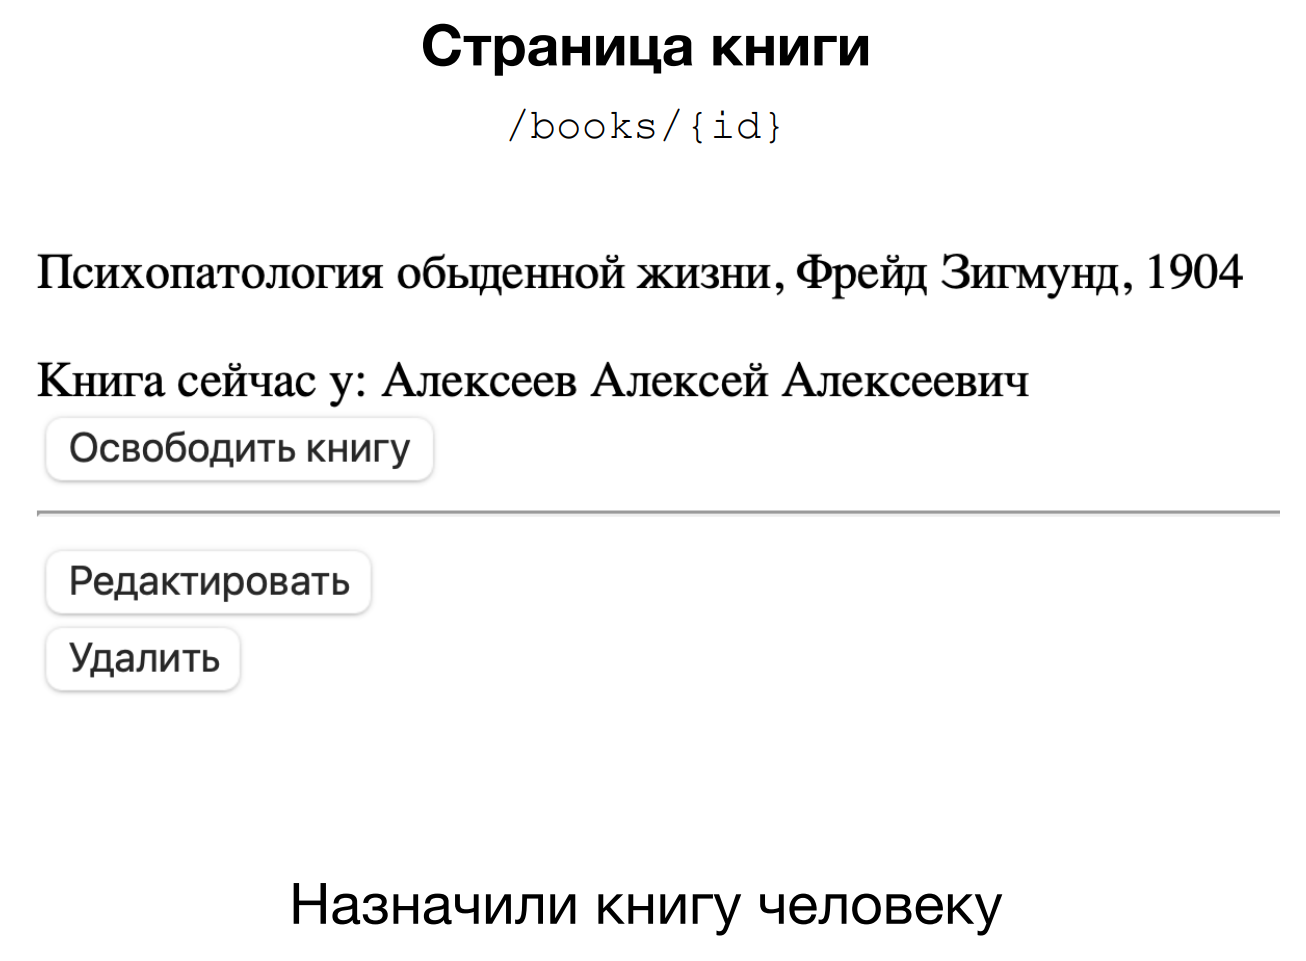 Страница книги
/books/{id}
Психопатология обыденной жизни, Фрейд Зигмунд, 1904
Книга сейчас у: Алексеев Алексей Алексеевич
Освободить книгу
Редактировать
Удалить
Назначили книгу человеку